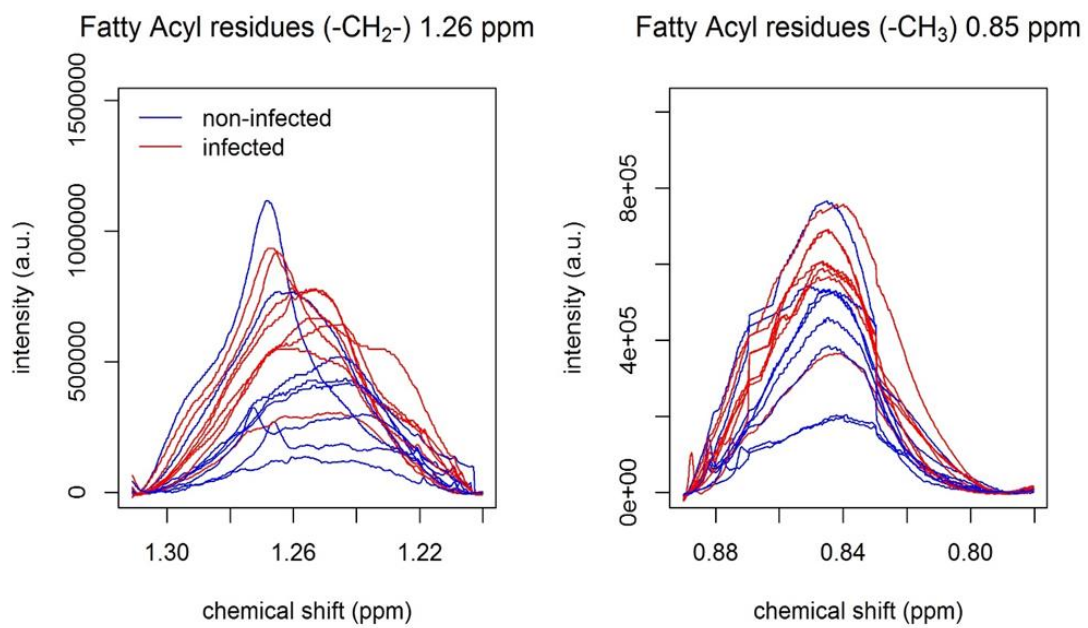 Fatty Acyl residues (-CH₂-) 1.26 ppm
intensity (a.u.)
1500000
1000000
500000
0
non-infected
infected
1.30
1.26
1.22
chemical shift (ppm)
Fatty Acyl residues (-CH₃) 0.85 ppm
intensity (a.u.)
8e+05
4e+05
0e+00
0.88
0.84
0.80
chemical shift (ppm)